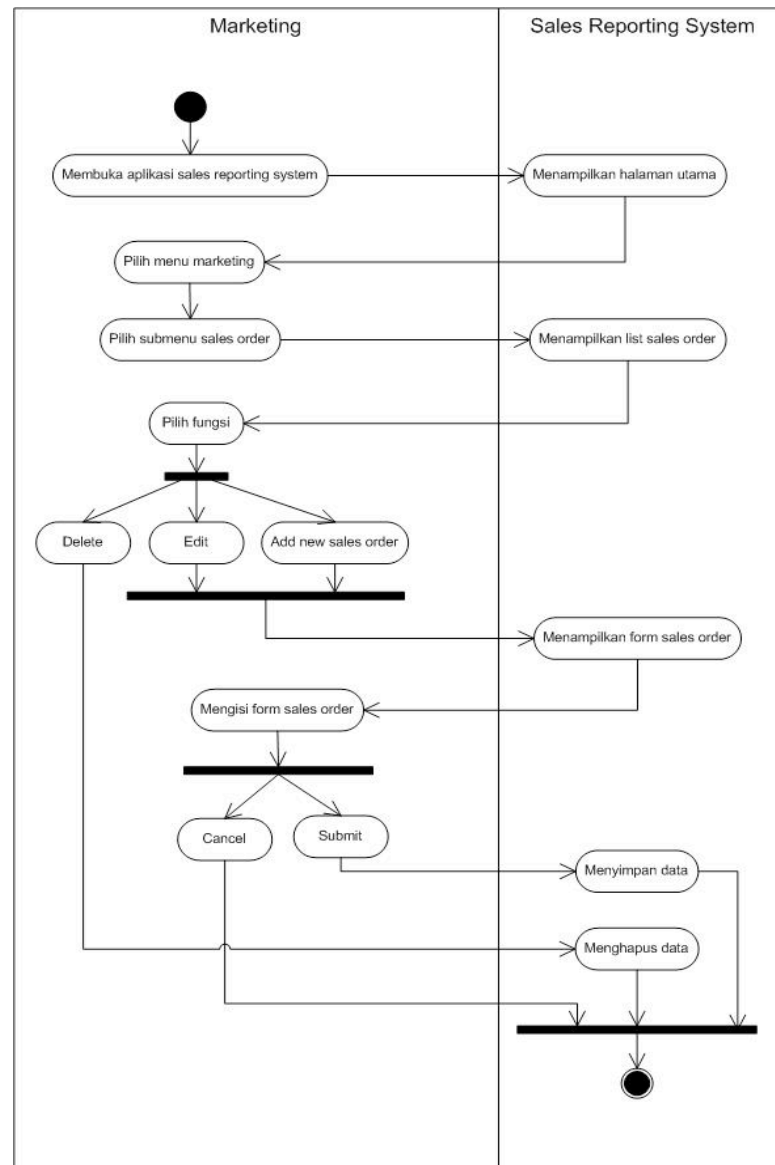 Marketing
Sales Reporting System
Membuka aplikasi sales reporting system
Menampilkan halaman utama
Pilih menu marketing
Pilih submenu sales order
Menampilkan list sales order
Pilih fungsi
Delete
Edit
Add new sales order
Menampilkan form sales order
Mengisi form sales order
Cancel
Submit
Menyimpan data
Menghapus data